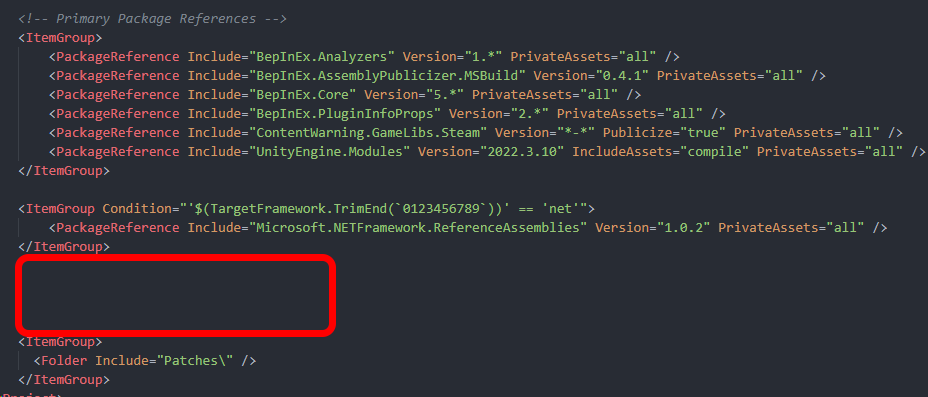 <!-- Primary Package References -->
<ItemGroup>
<PackageReference Include="BepInEx.Analyzers" Version="1.*" PrivateAssets="all" />
<PackageReference Include="BepInEx.AssemblyPublicizer.MSBuild" Version="0.4.1" PrivateAssets="all" />
<PackageReference Include="BepInEx.Core" Version="5.*" PrivateAssets="all" />
<PackageReference Include="BepInEx.PluginInfoProps" Version="2.*" PrivateAssets="all" />
<PackageReference Include="ContentWarning.GameLibs.Steam" Version="*-*" Publicize="true" PrivateAssets="all" />
<PackageReference Include="UnityEngine.Modules" Version="2022.3.10" IncludeAssets="compile" PrivateAssets="all" />
</ItemGroup>
<ItemGroup Condition="'$(TargetFramework.TrimEnd(`0123456789`))' == 'net'">
<PackageReference Include="Microsoft.NETFramework.ReferenceAssemblies" Version="1.0.2" PrivateAssets="all" />
</ItemGroup>
<ItemGroup>
<Folder Include="Patches\" />
</ItemGroup>